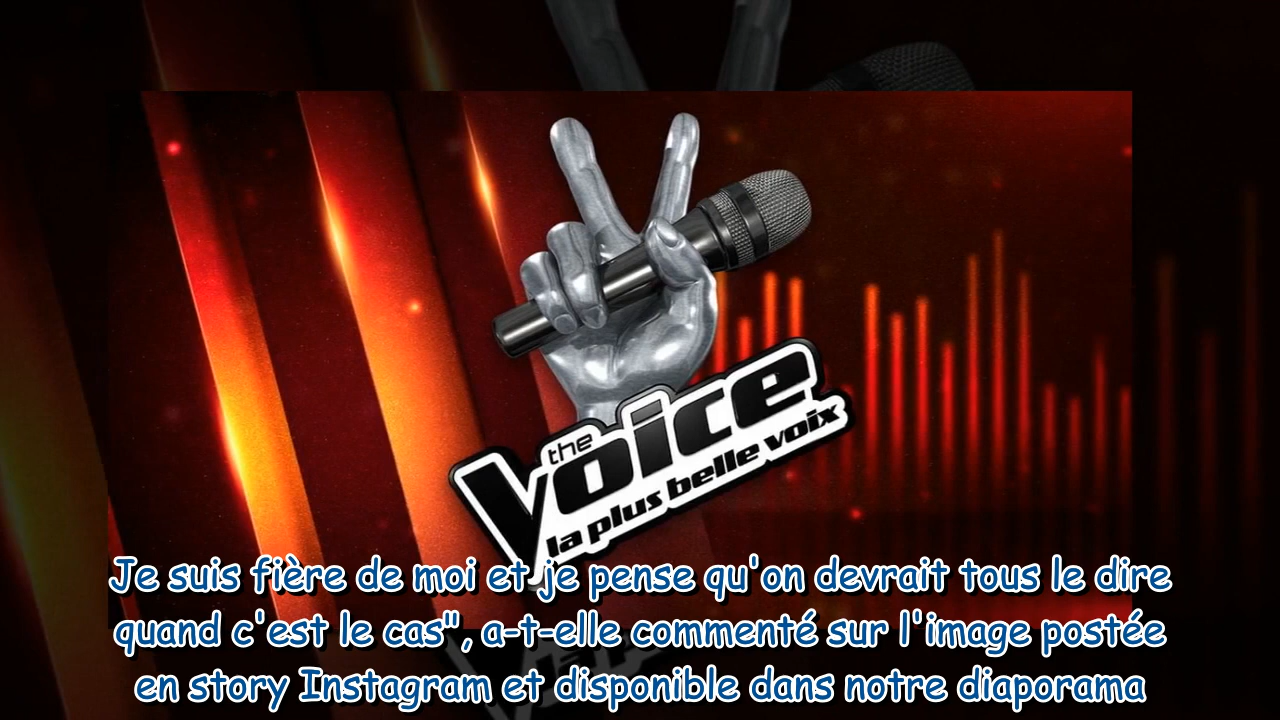 the
Voice
la plus belle voix
Je suis fière de moi et je pense qu'on devrait tous le dire
quand c'est le cas", a-t-elle commenté sur l'image postée
en story Instagram et disponible dans notre diaporama